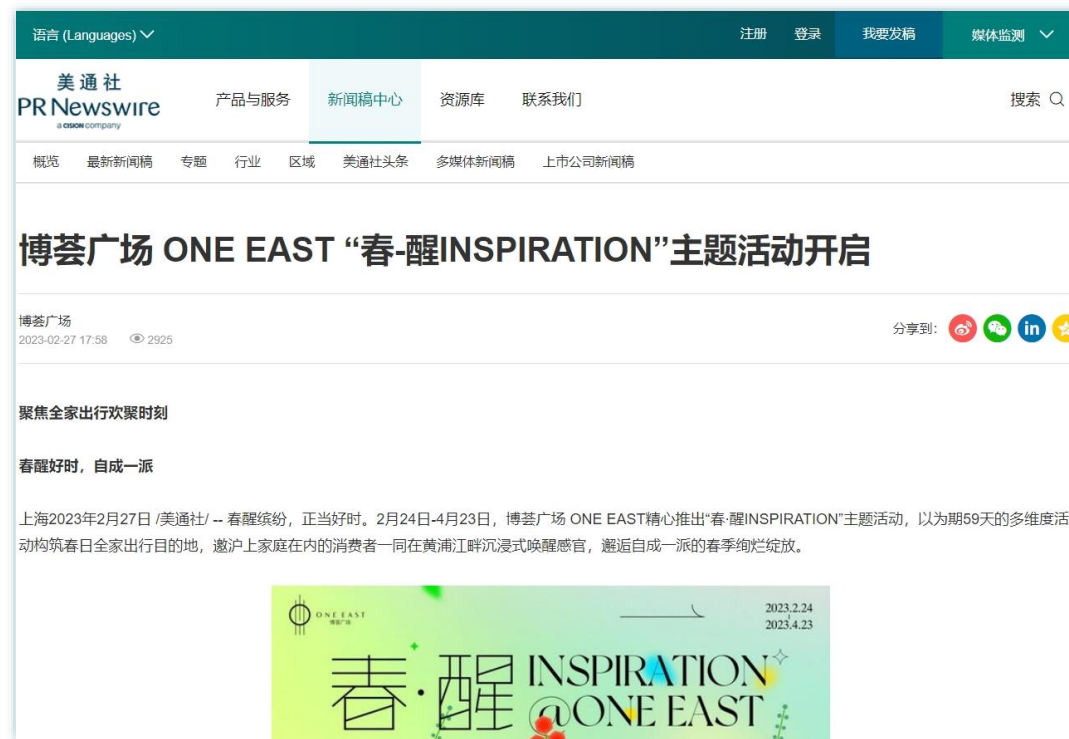 语言 (Languages)
注册 登录 我要发稿 媒体监测
美通社
PR Newswire
a CISION company
产品与服务 新闻稿中心 资源库 联系我们 搜索
概览 最新新闻稿 专题 行业 区域 美通社头条 多媒体新闻稿 上市公司新闻稿
博荟广场 ONE EAST “春-醒INSPIRATION”主题活动开启
博荟广场
2023-02-27 17:58 2925
分享到:
in
聚焦全家出行欢聚时刻
春醒好时，自成一派
上海2023年2月27日 /美通社/ -- 春醒缤纷，正当好时。2月24日-4月23日，博荟广场 ONE EAST精心推出“春·醒INSPIRATION”主题活动，以为期59天的多维度活
动构筑春日全家出行目的地，邀沪上家庭在内的消费者一同在黄浦江畔沉浸式唤醒感官，邂逅自成一派的春季绚烂绽放。
ONE EAST
博荟广场
2023.2.24
2023.4.23
春·醒 INSPIRATION
@ONE EAST